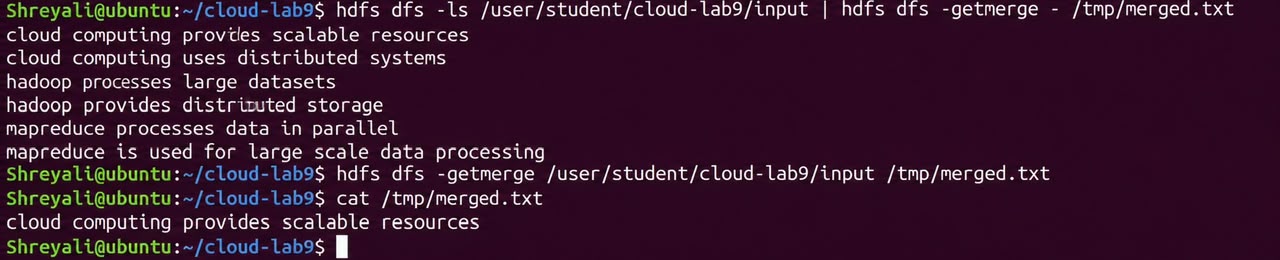 Shreyali@ubuntu:~/cloud-lab9$ hdfs dfs -ls /user/student/cloud-lab9/input | hdfs dfs -getmerge - /tmp/merged.txt
cloud computing provides scalable resources
cloud computing uses distributed systems
hadoop processes large datasets
hadoop provides distributed storage
mapreduce processes data in parallel
mapreduce is used for large scale data processing
Shreyali@ubuntu:~/cloud-lab9$ hdfs dfs -getmerge /user/student/cloud-lab9/input /tmp/merged.txt
Shreyali@ubuntu:~/cloud-lab9$ cat /tmp/merged.txt
cloud computing provides scalable resources
Shreyali@ubuntu:~/cloud-lab9$